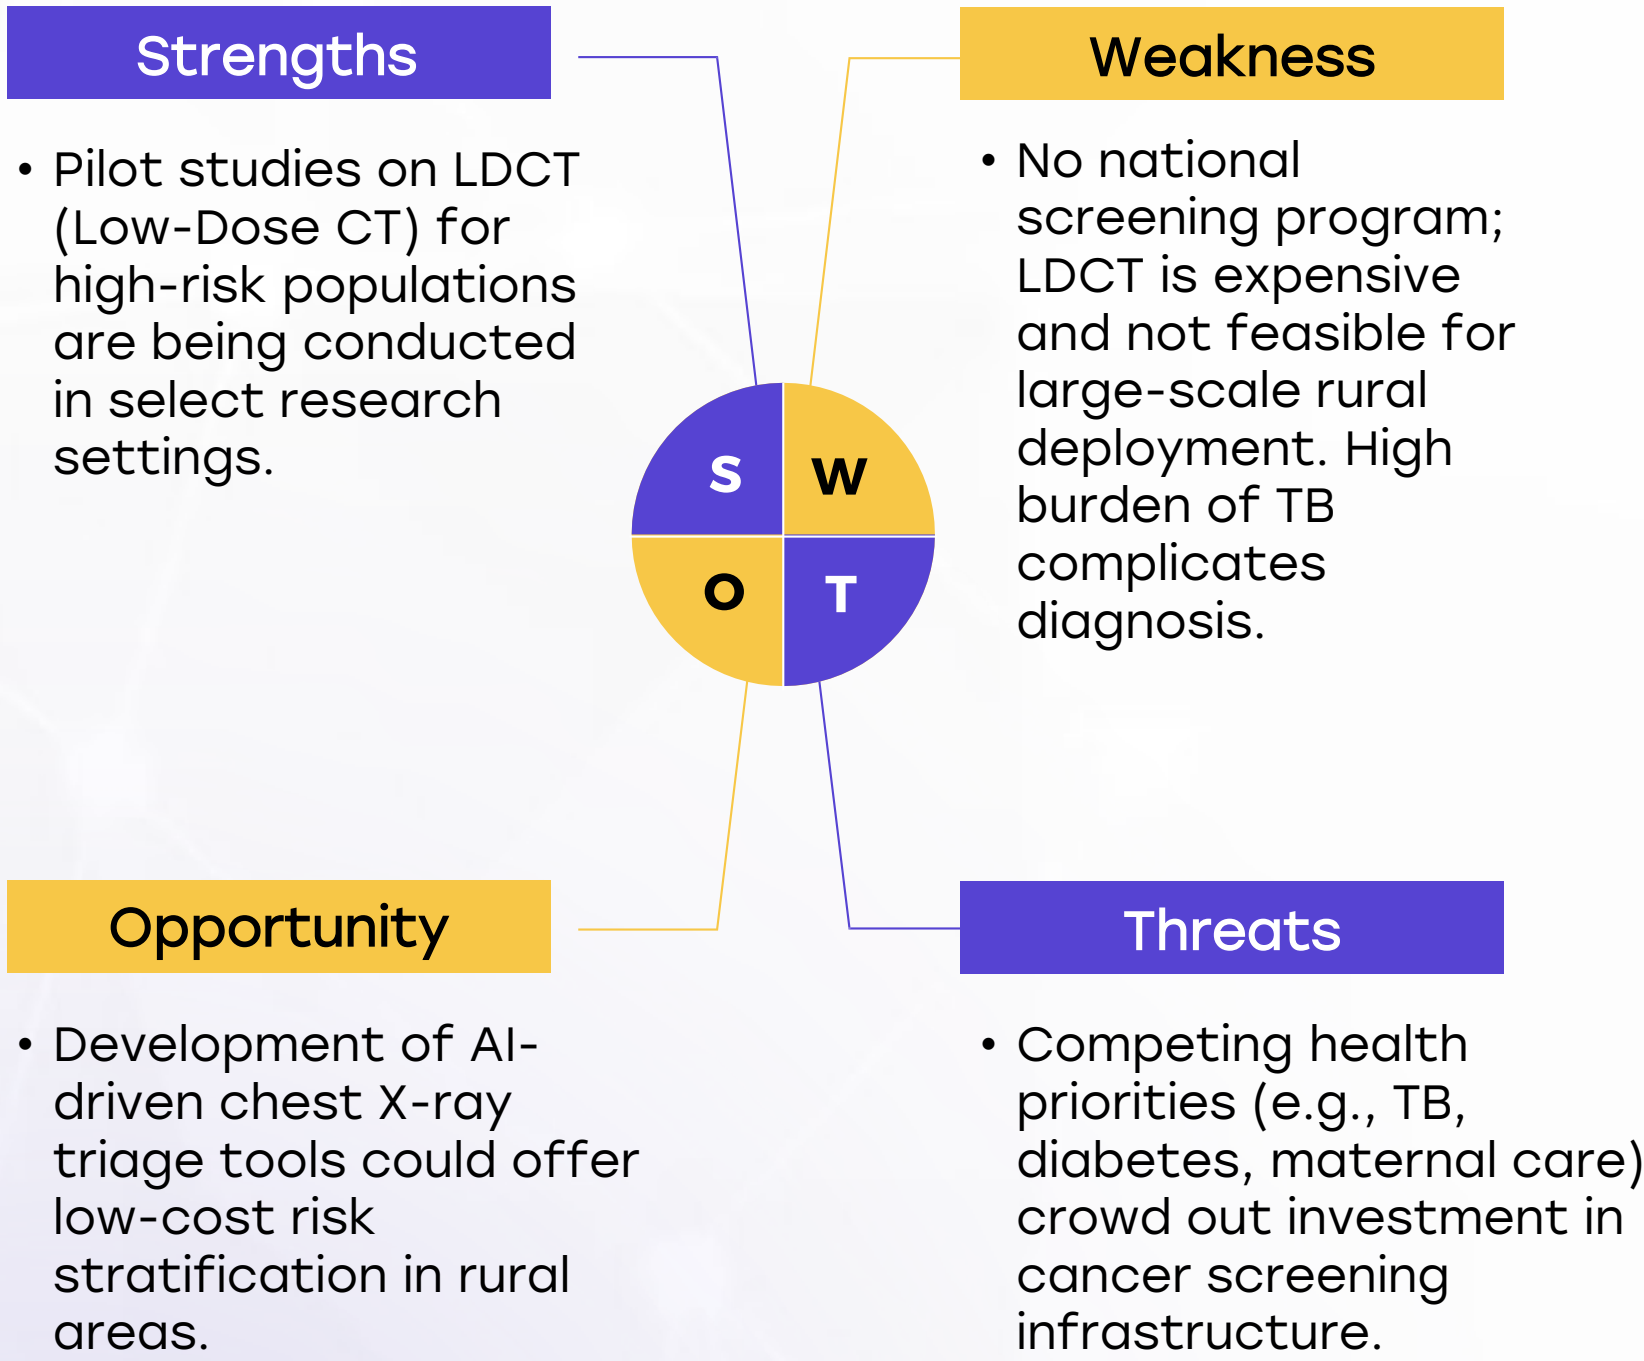 Strengths
• Pilot studies on LDCT
(Low-Dose CT) for
high-risk populations
are being conducted
in select research
settings.
Weakness
• No national
screening program;
LDCT is expensive
and not feasible for
large-scale rural
deployment. High
burden of TB
complicates
diagnosis.
S
W
O
T
Opportunity
• Development of AI-
driven chest X-ray
triage tools could offer
low-cost risk
stratification in rural
areas.
Threats
• Competing health
priorities (e.g., TB,
diabetes, maternal care)
crowd out investment in
cancer screening
infrastructure.